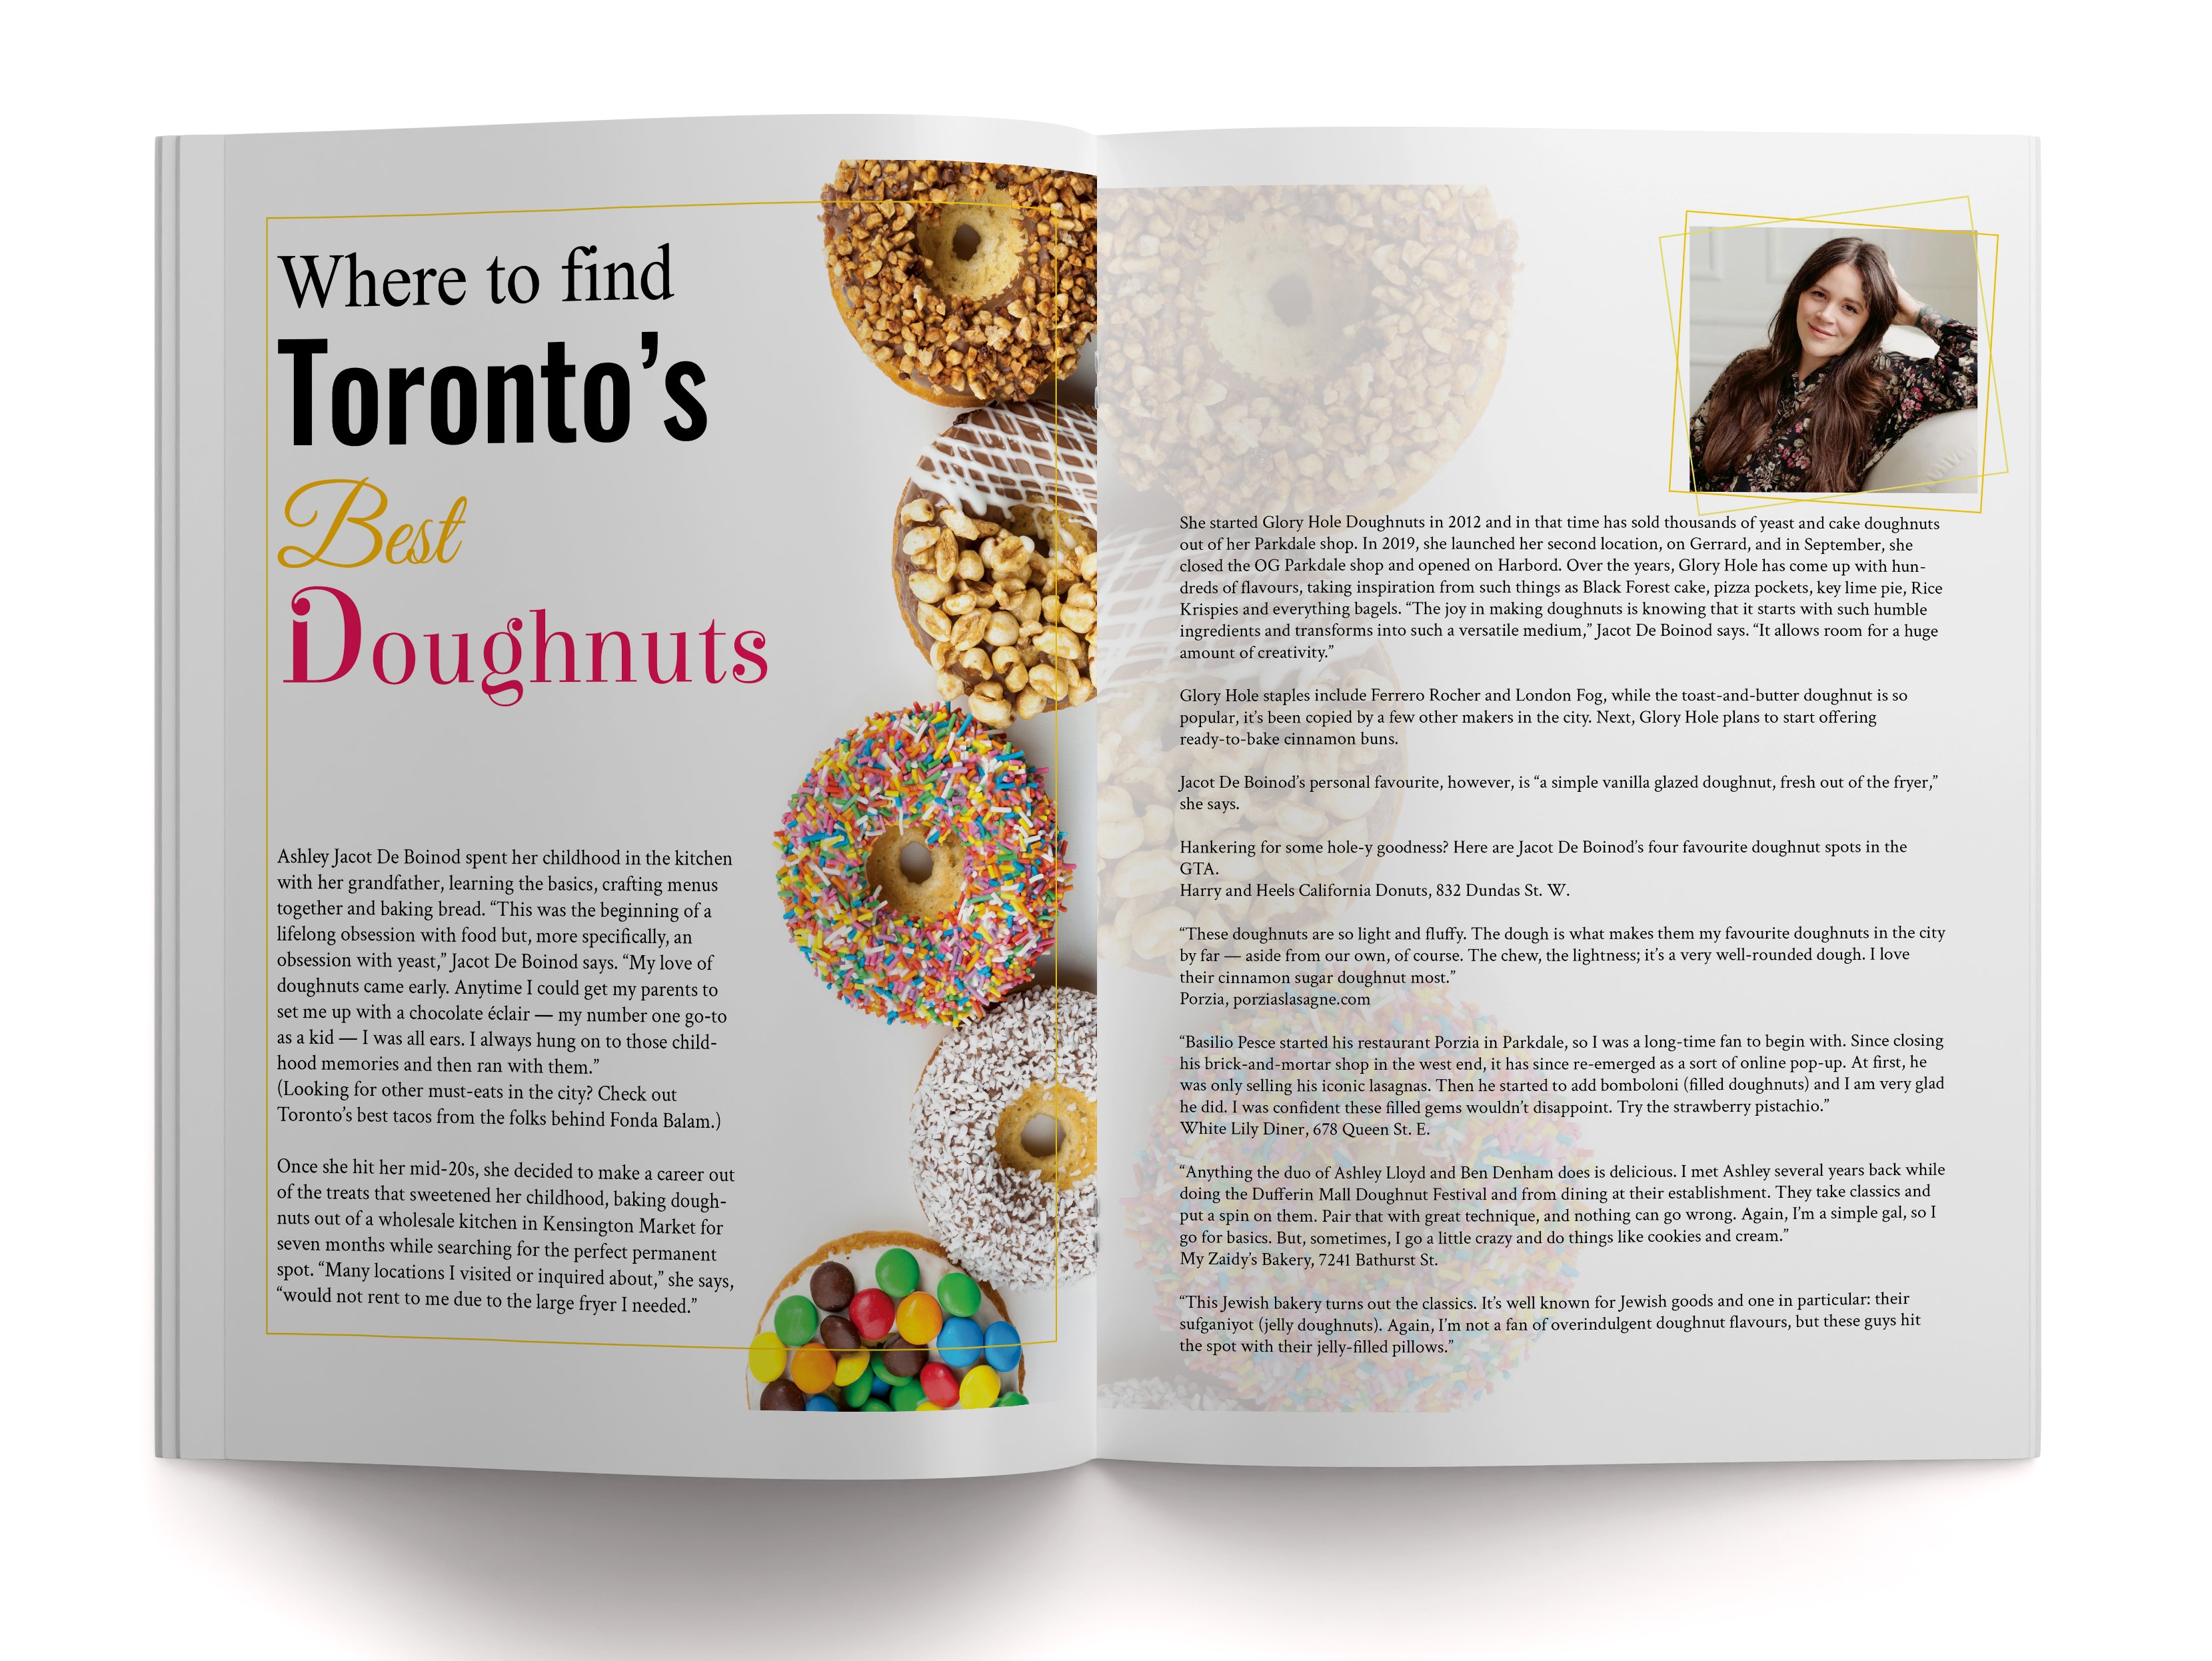 Where to find
Toronto’s
Best
Doughnuts
Ashley Jacot De Boinod spent her childhood in the kitchen
with her grandfather, learning the basics, crafting menus
together and baking bread. “This was the beginning of a
lifelong obsession with food but, more specifically, an
obsession with yeast,” Jacot De Boinod says. “My love of
doughnuts came early. Anytime I could get my parents to
set me up with a chocolate éclair — my number one go-to
as a kid — I was all ears. I always hung on to those child-
hood memories and then ran with them.”
(Looking for other must-eats in the city? Check out
Toronto’s best tacos from the folks behind Fonda Balam.)
Once she hit her mid-20s, she decided to make a career out
of the treats that sweetened her childhood, baking dough-
nuts out of a wholesale kitchen in Kensington Market for
seven months while searching for the perfect permanent
spot. “Many locations I visited or inquired about,” she says,
“would not rent to me due to the large fryer I needed.”
She started Glory Hole Doughnuts in 2012 and in that time has sold thousands of yeast and cake doughnuts
out of her Parkdale shop. In 2019, she launched her second location, on Gerrard, and in September, she
closed the OG Parkdale shop and opened on Harbord. Over the years, Glory Hole has come up with hun-
dreds of flavours, taking inspiration from such things as Black Forest cake, pizza pockets, key lime pie, Rice
Krispies and everything bagels. “The joy in making doughnuts is knowing that it starts with such humble
ingredients and transforms into such a versatile medium,” Jacot De Boinod says. “It allows room for a huge
amount of creativity.”
Glory Hole staples include Ferrero Rocher and London Fog, while the toast-and-butter doughnut is so
popular, it’s been copied by a few other makers in the city. Next, Glory Hole plans to start offering
ready-to-bake cinnamon buns.
Jacot De Boinod’s personal favourite, however, is “a simple vanilla glazed doughnut, fresh out of the fryer,”
she says.
Hankering for some hole-y goodness? Here are Jacot De Boinod’s four favourite doughnut spots in the
GTA.
Harry and Heels California Donuts, 832 Dundas St. W.
“These doughnuts are so light and fluffy. The dough is what makes them my favourite doughnuts in the city
by far — aside from our own, of course. The chew, the lightness; it’s a very well-rounded dough. I love
their cinnamon sugar doughnut most.”
Porzia, porziaslasagne.com
“Basilio Pesce started his restaurant Porzia in Parkdale, so I was a long-time fan to begin with. Since closing
his brick-and-mortar shop in the west end, it has since re-emerged as a sort of online pop-up. At first, he
was only selling his iconic lasagnas. Then he started to add bomboloni (filled doughnuts) and I am very glad
he did. I was confident these filled gems wouldn’t disappoint. Try the strawberry pistachio.”
White Lily Diner, 678 Queen St. E.
“Anything the duo of Ashley Lloyd and Ben Denham does is delicious. I met Ashley several years back while
doing the Dufferin Mall Doughnut Festival and from dining at their establishment. They take classics and
put a spin on them. Pair that with great technique, and nothing can go wrong. Again, I’m a simple gal, so I
go for basics. But, sometimes, I go a little crazy and do things like cookies and cream.”
My Zaidy’s Bakery, 7241 Bathurst St.
“This Jewish bakery turns out the classics. It’s well known for Jewish goods and one in particular: their
sufganiyot (jelly doughnuts). Again, I’m not a fan of overindulgent doughnut flavours, but these guys hit
the spot with their jelly-filled pillows.”